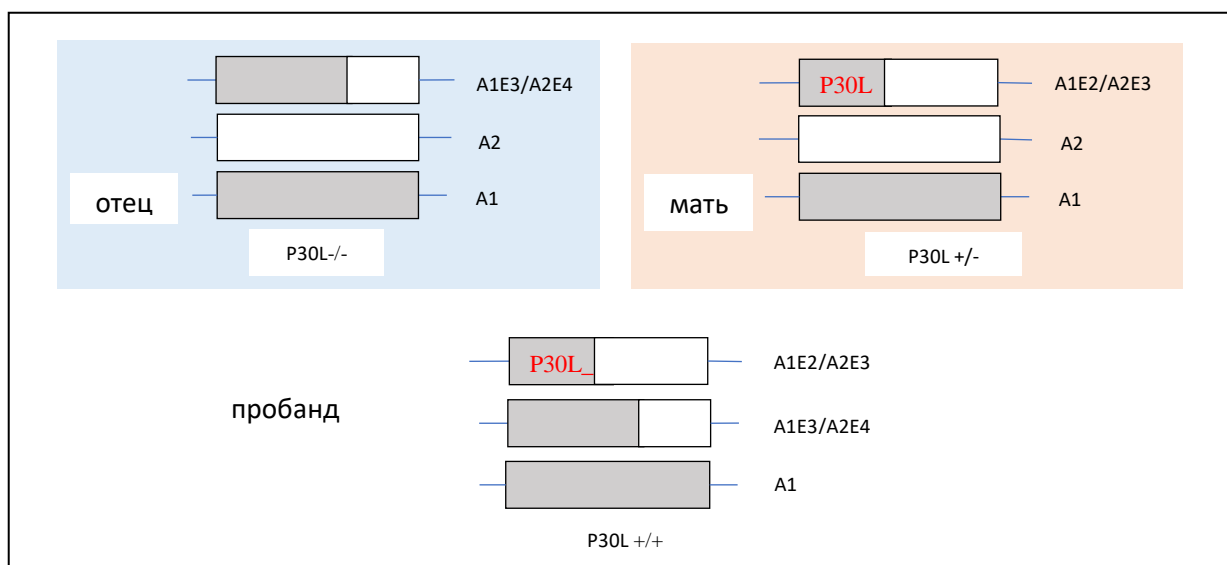 A1E3/A2E4
A2
отец
A1
P30L-/-
P30L
A1E2/A2E3
A2
мать
A1
P30L +/-
P30L_
A1E2/A2E3
пробанд
A1E3/A2E4
A1
P30L +/+